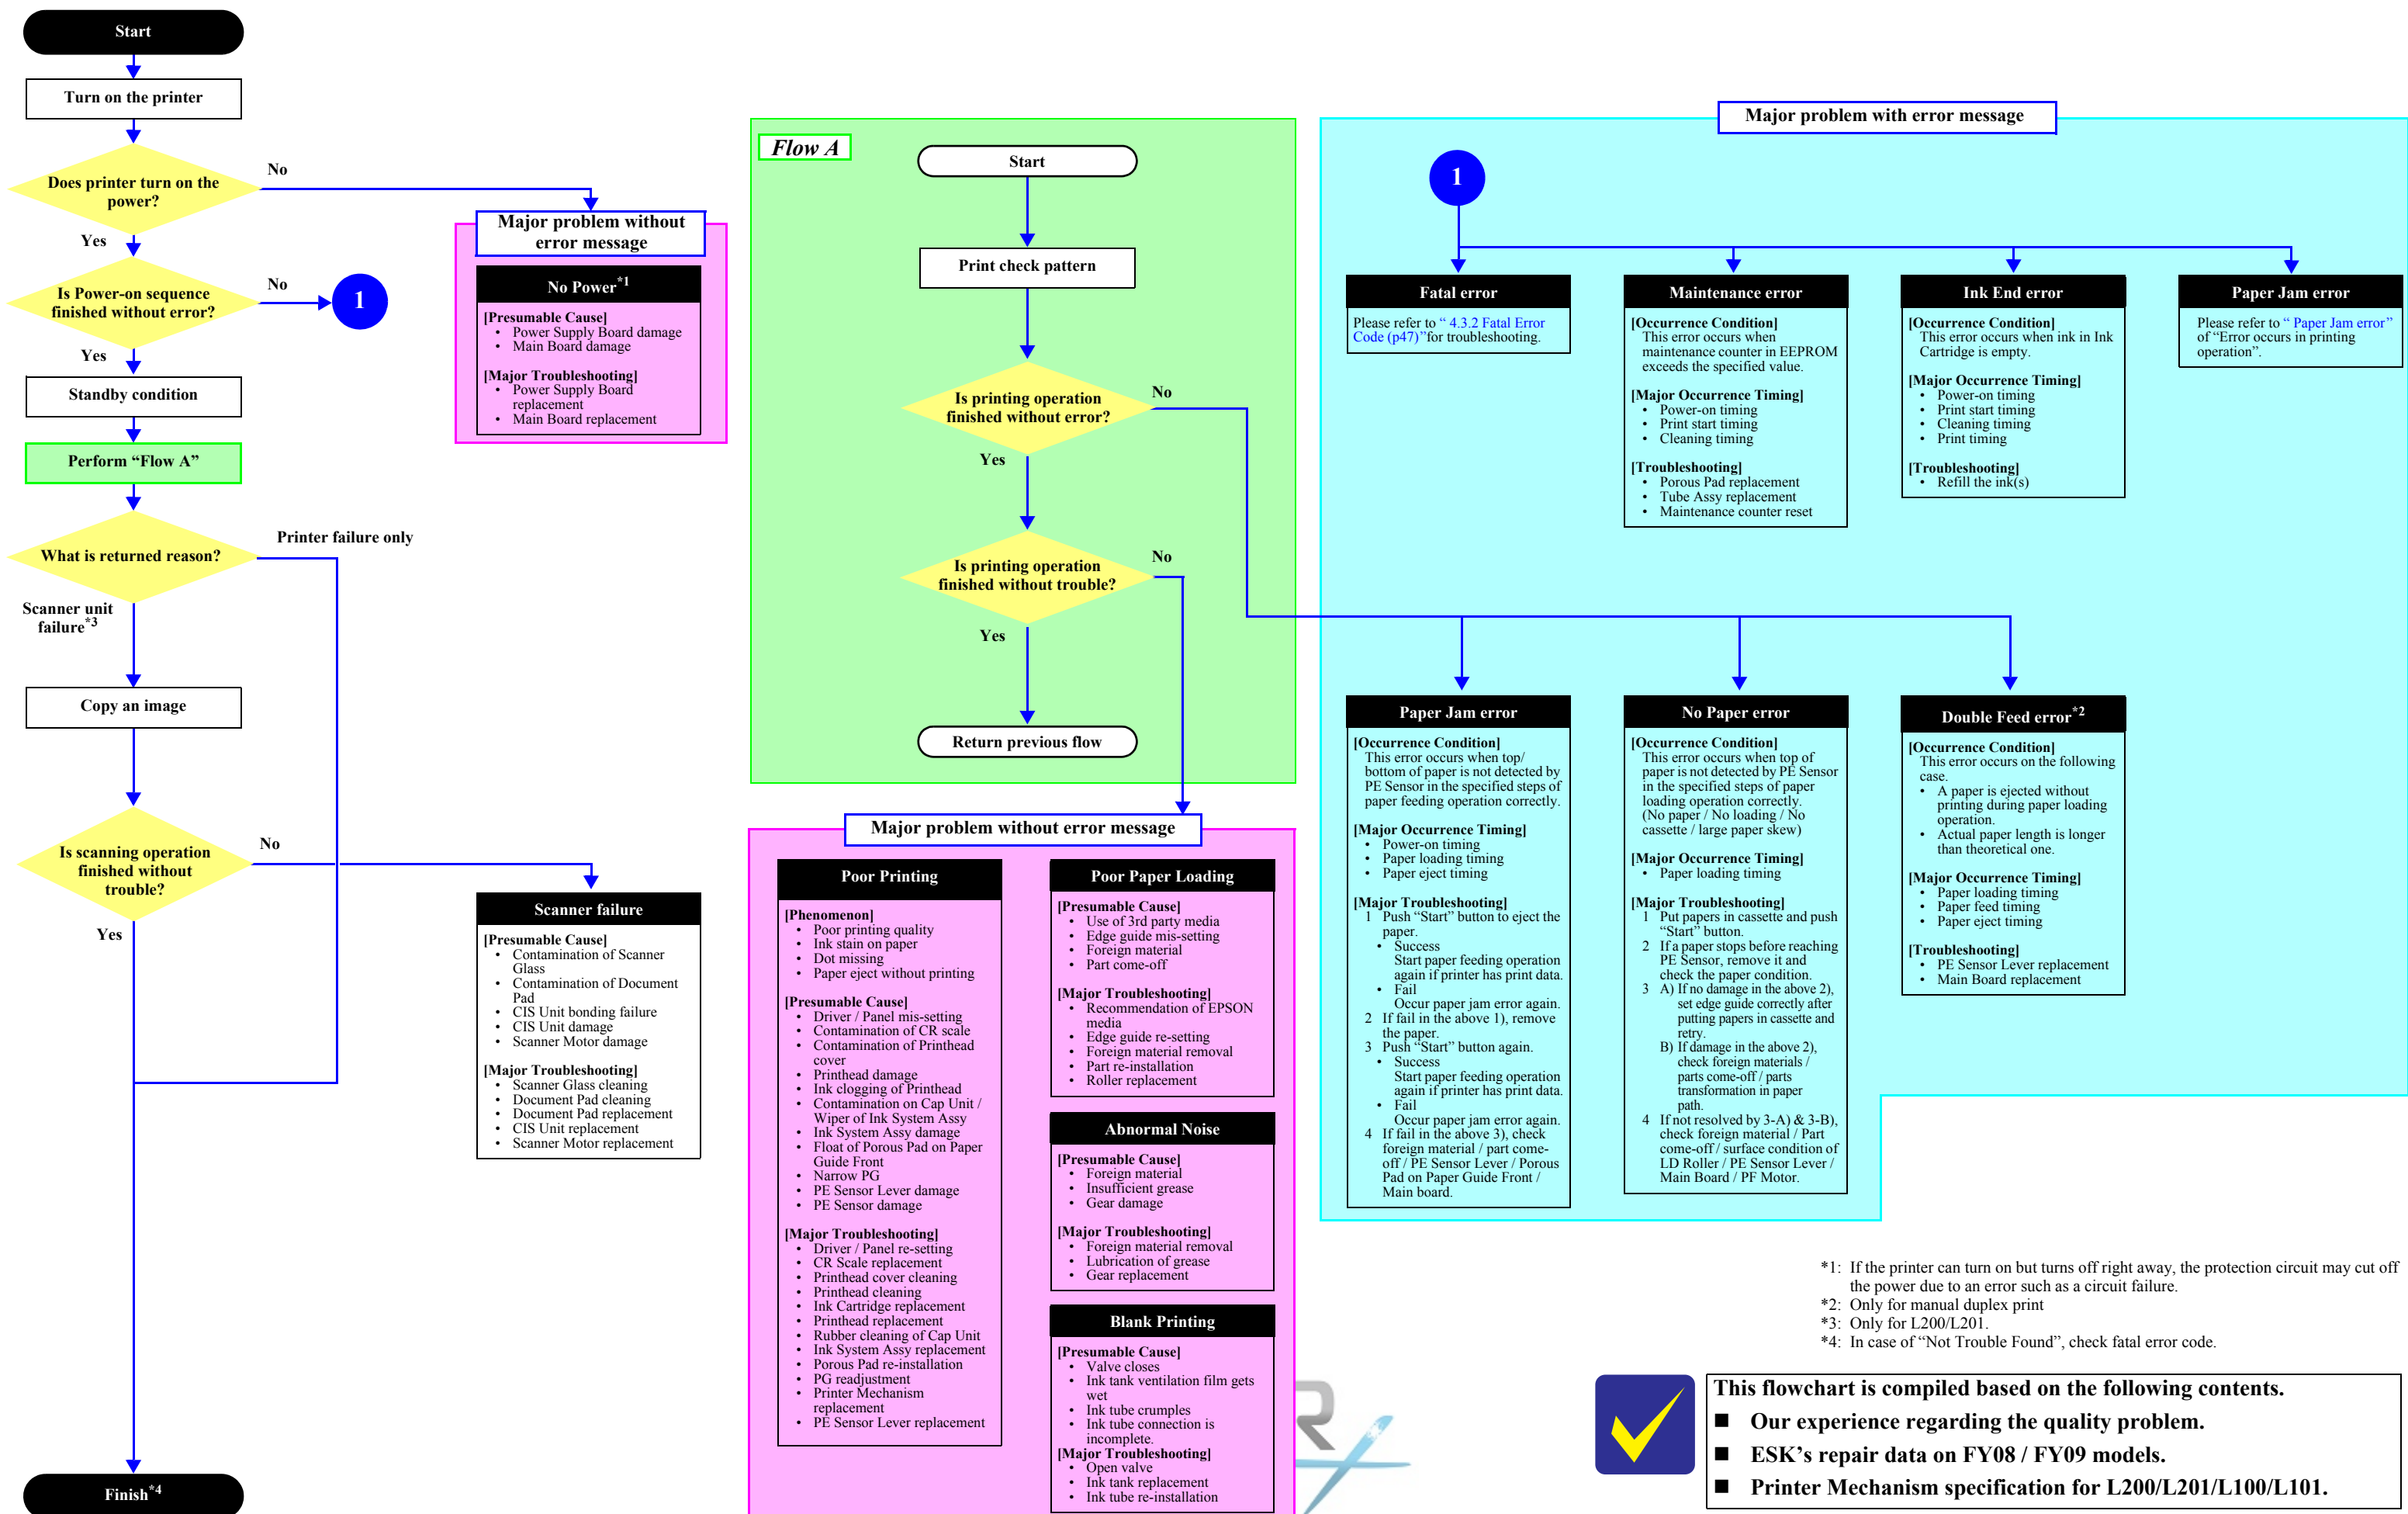 Start
Turn on the printer
Does printer turn on the
power?
No
Yes
Is Power-on sequence
finished without error?
No
1
Yes
Standby condition
Perform “Flow A”
What is returned reason?
Printer failure only
Scanner unit
failure*3
Copy an image
Is scanning operation
finished without
trouble?
No
Yes
Finish*4
Major problem without
error message
No Power*1
[Presumable Cause]
• Power Supply Board damage
• Main Board damage
[Major Troubleshooting]
• Power Supply Board
replacement
• Main Board replacement
Scanner failure
[Presumable Cause]
• Contamination of Scanner
Glass
• Contamination of Document
Pad
• CIS Unit bonding failure
• CIS Unit damage
• Scanner Motor damage
[Major Troubleshooting]
• Scanner Glass cleaning
• Document Pad cleaning
• Document Pad replacement
• CIS Unit replacement
• Scanner Motor replacement
Flow A
Start
Print check pattern
Is printing operation
finished without error?
No
Yes
Is printing operation
finished without trouble?
No
Yes
Return previous flow
Major problem without error message
Poor Printing
[Phenomenon]
• Poor printing quality
• Ink stain on paper
• Dot missing
• Paper eject without printing
[Presumable Cause]
• Driver / Panel mis-setting
• Contamination of CR scale
• Contamination of Printhead
cover
• Printhead damage
• Ink clogging of Printhead
• Contamination on Cap Unit /
Wiper of Ink System Assy
• Ink System Assy damage
• Float of Porous Pad on Paper
Guide Front
• Narrow PG
• PE Sensor Lever damage
• PE Sensor damage
[Major Troubleshooting]
• Driver / Panel re-setting
• CR Scale replacement
• Printhead cover cleaning
• Printhead cleaning
• Ink Cartridge replacement
• Printhead replacement
• Rubber cleaning of Cap Unit
• Ink System Assy replacement
• Porous Pad re-installation
• PG readjustment
• Printer Mechanism
replacement
• PE Sensor Lever replacement
Poor Paper Loading
[Presumable Cause]
• Use of 3rd party media
• Edge guide mis-setting
• Foreign material
• Part come-off
[Major Troubleshooting]
• Recommendation of EPSON
media
• Edge guide re-setting
• Foreign material removal
• Part re-installation
• Roller replacement
Abnormal Noise
[Presumable Cause]
• Foreign material
• Insufficient grease
• Gear damage
[Major Troubleshooting]
• Foreign material removal
• Lubrication of grease
• Gear replacement
Blank Printing
[Presumable Cause]
• Valve closes
• Ink tank ventilation film gets
wet
• Ink tube crumples
• Ink tube connection is
incomplete.
[Major Troubleshooting]
• Open valve
• Ink tank replacement
• Ink tube re-installation
Major problem with error message
1
Fatal error
Please refer to “ 4.3.2 Fatal Error
Code (p47)”for troubleshooting.
Maintenance error
[Occurrence Condition]
This error occurs when
maintenance counter in EEPROM
exceeds the specified value.
[Major Occurrence Timing]
• Power-on timing
• Print start timing
• Cleaning timing
[Troubleshooting]
• Porous Pad replacement
• Tube Assy replacement
• Maintenance counter reset
Ink End error
[Occurrence Condition]
This error occurs when ink in Ink
Cartridge is empty.
[Major Occurrence Timing]
• Power-on timing
• Print start timing
• Cleaning timing
• Print timing
[Troubleshooting]
• Refill the ink(s)
Paper Jam error
Please refer to “ Paper Jam error”
of “Error occurs in printing
operation”.
Paper Jam error
[Occurrence Condition]
This error occurs when top/
bottom of paper is not detected by
PE Sensor in the specified steps of
paper feeding operation correctly.
[Major Occurrence Timing]
• Power-on timing
• Paper loading timing
• Paper eject timing
[Major Troubleshooting]
1 Push “Start” button to eject the
paper.
• Success
Start paper feeding operation
again if printer has print data.
• Fail
Occur paper jam error again.
2 If fail in the above 1), remove
the paper.
3 Push “Start” button again.
• Success
Start paper feeding operation
again if printer has print data.
• Fail
Occur paper jam error again.
4 If fail in the above 3), check
foreign material / part come-
off / PE Sensor Lever / Porous
Pad on Paper Guide Front /
Main board.
No Paper error
[Occurrence Condition]
This error occurs when top of
paper is not detected by PE Sensor
in the specified steps of paper
loading operation correctly.
(No paper / No loading / No
cassette / large paper skew)
[Major Occurrence Timing]
• Paper loading timing
[Major Troubleshooting]
1 Put papers in cassette and push
“Start” button.
2 If a paper stops before reaching
PE Sensor, remove it and
check the paper condition.
3 A) If no damage in the above 2),
set edge guide correctly after
putting papers in cassette and
retry.
B) If damage in the above 2),
check foreign materials /
parts come-off / parts
transformation in paper
path.
4 If not resolved by 3-A) & 3-B),
check foreign material / Part
come-off / surface condition of
LD Roller / PE Sensor Lever /
Main Board / PF Motor.
Double Feed error*2
[Occurrence Condition]
This error occurs on the following
case.
• A paper is ejected without
printing during paper loading
operation.
• Actual paper length is longer
than theoretical one.
[Major Occurrence Timing]
• Paper loading timing
• Paper feed timing
• Paper eject timing
[Troubleshooting]
• PE Sensor Lever replacement
• Main Board replacement
*1: If the printer can turn on but turns off right away, the protection circuit may cut off
the power due to an error such as a circuit failure.
*2: Only for manual duplex print
*3: Only for L200/L201.
*4: In case of “Not Trouble Found”, check fatal error code.
This flowchart is compiled based on the following contents.
■ Our experience regarding the quality problem.
■ ESK’s repair data on FY08 / FY09 models.
■ Printer Mechanism specification for L200/L201/L100/L101.
R